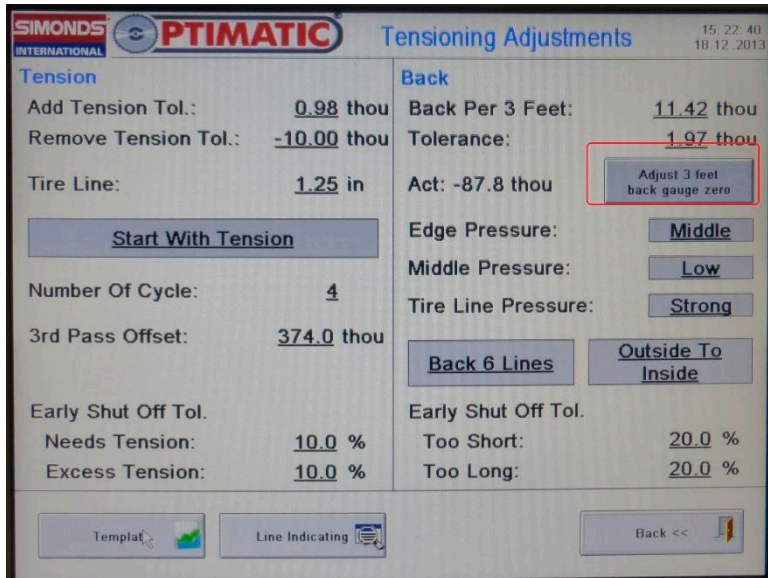 SIMONDS
INTERNATIONAL
PTIMATIC
Tensioning Adjustments
15:22:40
18.12.2013
Tension
Add Tension Tol.: 0.98 thou
Remove Tension Tol.: -10.00 thou
Tire Line: 1.25 in
Start With Tension
Number Of Cycle: 4
3rd Pass Offset: 374.0 thou
Early Shut Off Tol.
Needs Tension: 10.0 %
Excess Tension: 10.0 %
Back
Back Per 3 Feet: 11.42 thou
Tolerance: 1.97 thou
Act: -87.8 thou
Adjust 3 feet
back gauge zero
Edge Pressure: Middle
Middle Pressure: Low
Tire Line Pressure: Strong
Back 6 Lines
Outside To
Inside
Early Shut Off Tol.
Too Short: 20.0 %
Too Long: 20.0 %
Templat
Line Indicating
Back <<